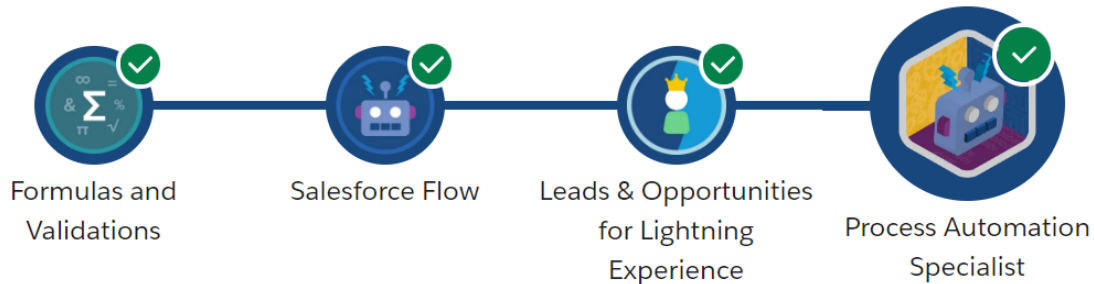 Formulas and
Validations
Salesforce Flow
Leads & Opportunities
for Lightning
Experience
Process Automation
Specialist